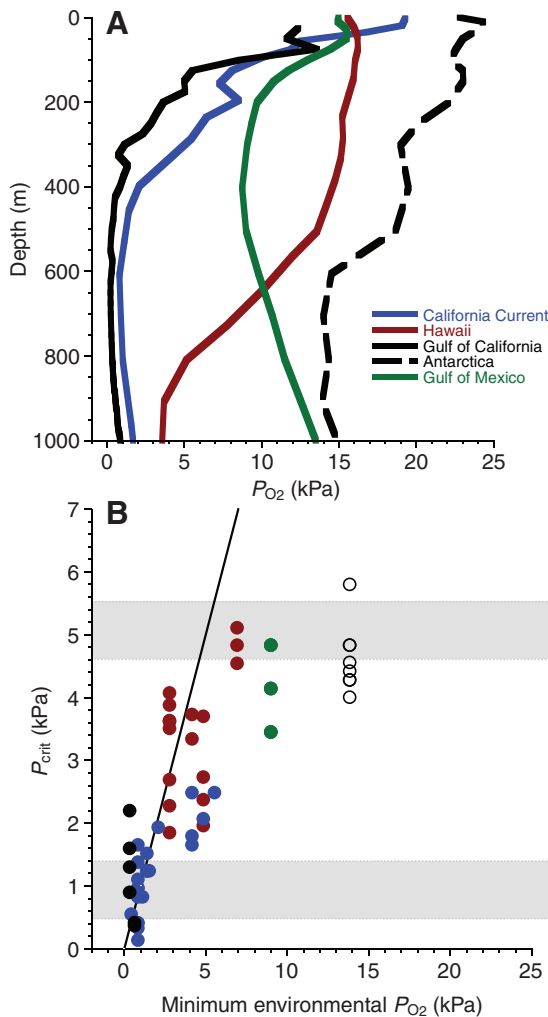 A
0
200
400
600
800
1000
Depth (m)
California Current
Hawaii
Gulf of California
Antarctica
Gulf of Mexico
0 5 10 15 20 25
PO2 (kPa)
B
7
6
5
4
3
2
1
0
Pcrit (kPa)
0 5 10 15 20 25
Minimum environmental PO2 (kPa)